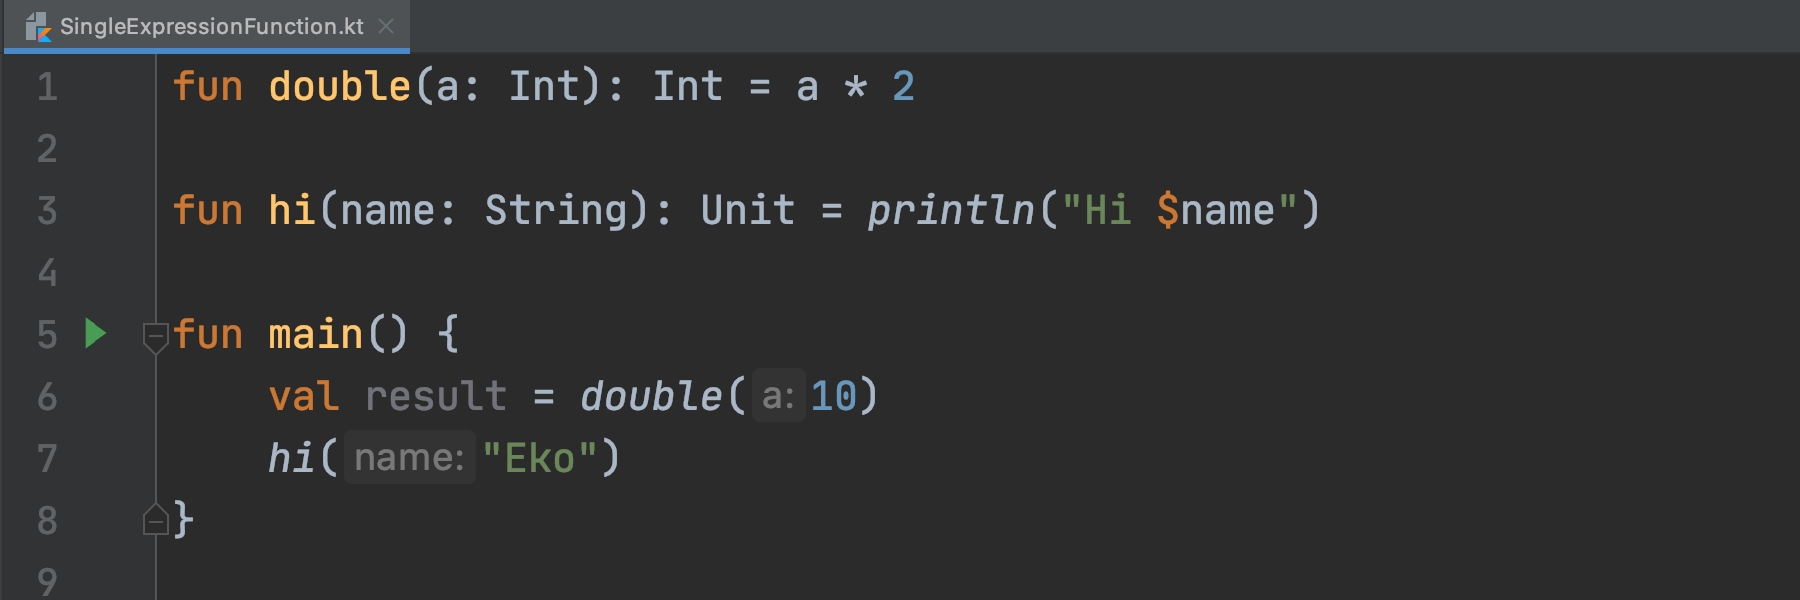 SingleExpressionFunction.kt
1 fun double(a: Int): Int = a * 2
2
3 fun hi(name: String): Unit = println("Hi $name")
4
5 fun main() {
6     val result = double( a: 10)
7     hi( name: "Eko")
8 }
9